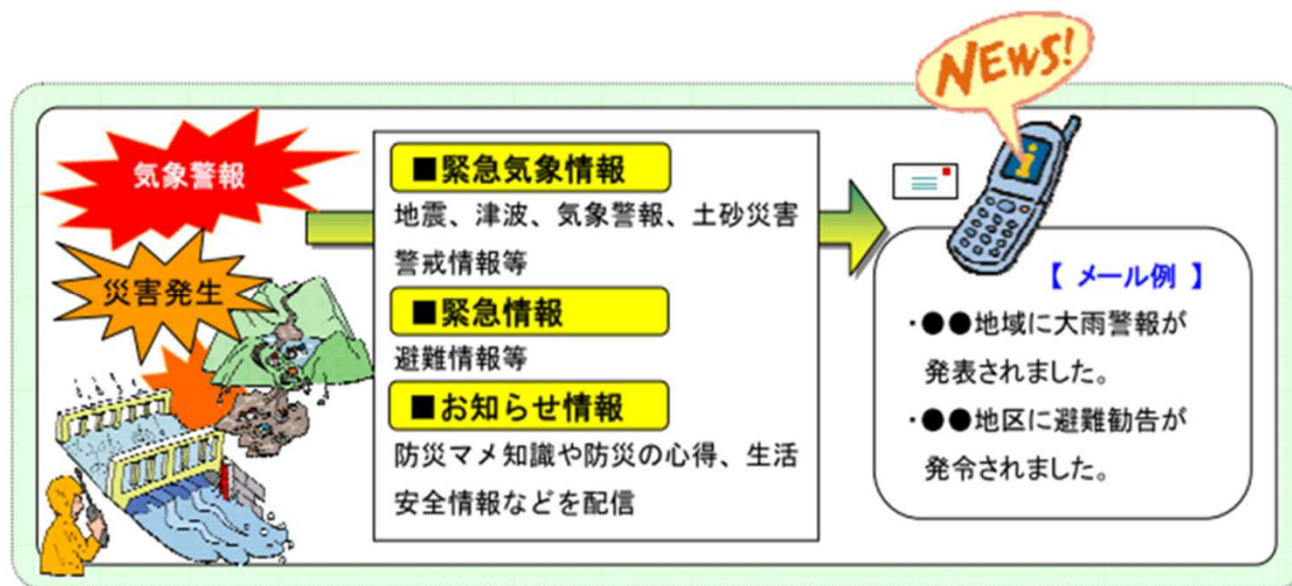 NEWS!
気象警報
災害発生
■緊急気象情報
地震、津波、気象警報、土砂災害
警戒情報等
■緊急情報
避難情報等
■お知らせ情報
防災マメ知識や防災の心得、生活
安全情報などを配信
i
【 メール例 】
・●●地域に大雨警報が
発表されました。
・●●地区に避難勧告が
発令されました。